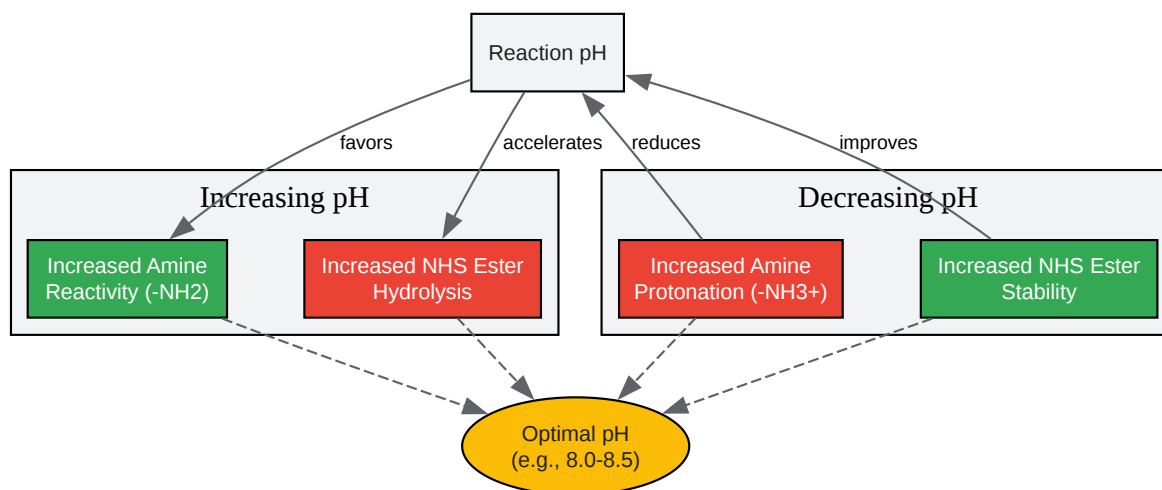 Reaction pH
favors
accelerates
reduces
improves
Increasing pH
Decreasing pH
Increased Amine
Reactivity (-NH2)
Increased NHS Ester
Hydrolysis
Increased Amine
Protonation (-NH3+)
Increased NHS Ester
Stability
Optimal pH
(e.g., 8.0-8.5)